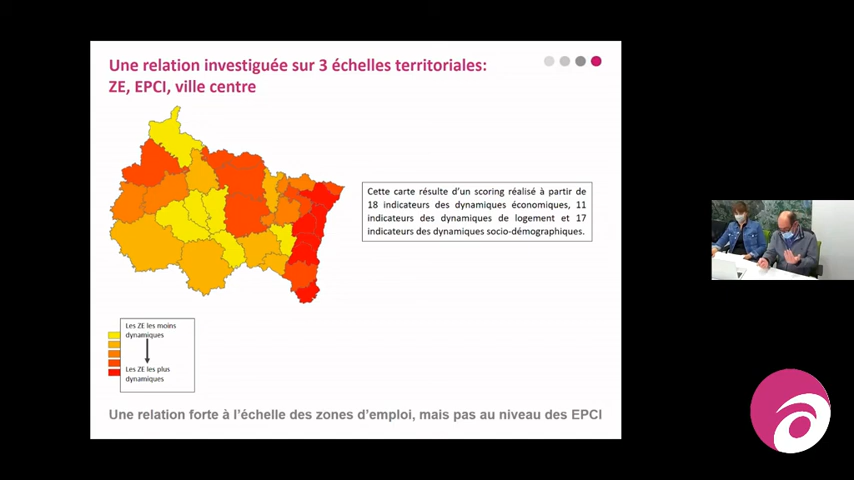 Une relation investiguée sur 3 échelles territoriales:
ZE, EPCI, ville centre
Cette carte résulte d'un scoring réalisé à partir de
18 indicateurs des dynamiques économiques, 11
indicateurs des dynamiques de logement et 17
indicateurs des dynamiques socio-démographiques.
Les ZE les moins
dynamiques
Les ZE les plus
dynamiques
Une relation forte à l'échelle des zones d'emploi, mais pas au niveau des EPCI